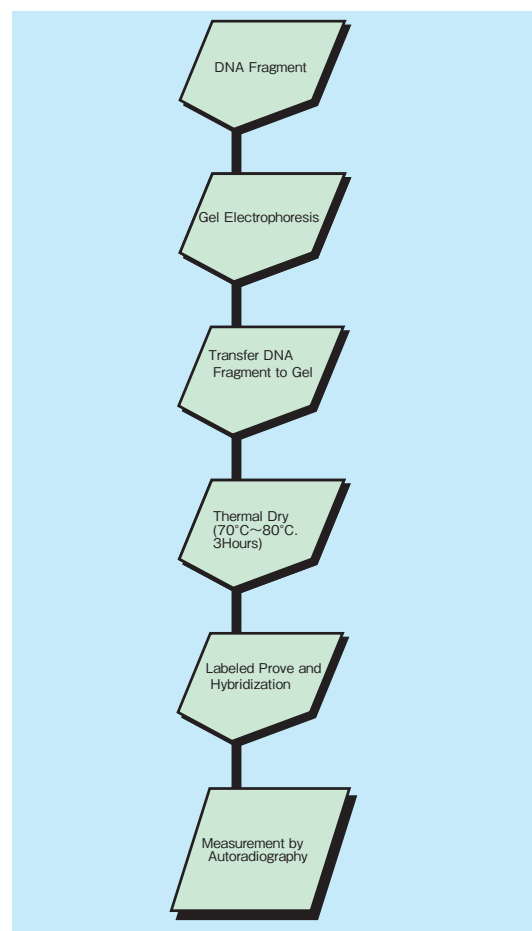 DNA Fragment
Gel Electrophoresis
Transfer DNA
Fragment to Gel
Thermal Dry
(70°C～80°C.
3Hours)
Labeled Prove and
Hybridization
Measurement by
Autoradiography